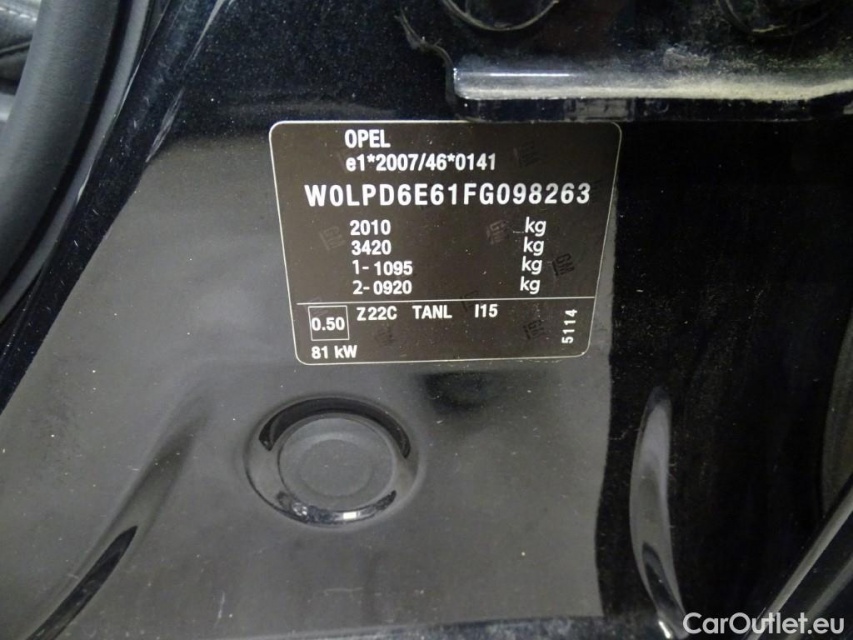 OPEL
e1*2007/46*0141
W0LPD6E61FG098263
2010 kg
3420 kg
1-1095 kg
2-0920 kg
0.50 Z22C TANL I15
81 kW
5114
CarOutlet.eu